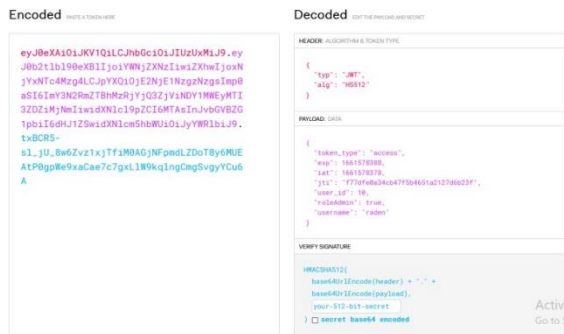 Encoded PASTE A TOKEN HERE
eyJ0eXAiOiJKV1QiLCJhbGciOiJIUzUxMiJ9.ey
J0b2tlbl90eXBlIjoiYWNjZXNzIiwiZXhwIjoxN
jYxNTc4Mzg4LCJpYXQiOjE2NjE1NzgzNzgsImp0
aSI6ImY3N2RmZTBhMzRjYjQ3ZjViNDY1MWEyMTI
3ZDZiMjNmIiwidXNlcl9pZCI6MTAsInJvbGVBZG
1pbiI6dHJ1ZSwidXNlcm5hbWUiOiJyYWRlbiJ9.
txBCR5-
sl_jU_8w6Zvz1xjTfiM0AGjNFpmdLZDoT8y6MUE
AtP0gpWe9xaCae7c7gxLlW9kqlngCmgSvgyYCu6
A
Decoded EDIT THE PAYLOAD AND SECRET
HEADER: ALGORITHM & TOKEN TYPE
{
"typ": "JWT",
"alg": "HS512"
}
PAYLOAD: DATA
{
"token_type": "access",
"exp": 1661578388,
"iat": 1661578378,
"jti": "f77dfe0a34cb47f5b4651a2127d6b23f",
"user_id": 10,
"roleAdmin": true,
"username": "raden"
}
VERIFY SIGNATURE
HMACSHA512(
base64UrlEncode(header) + "." +
base64UrlEncode(payload),
your-512-bit-secret
) secret base64 encoded
Activ
Go to S